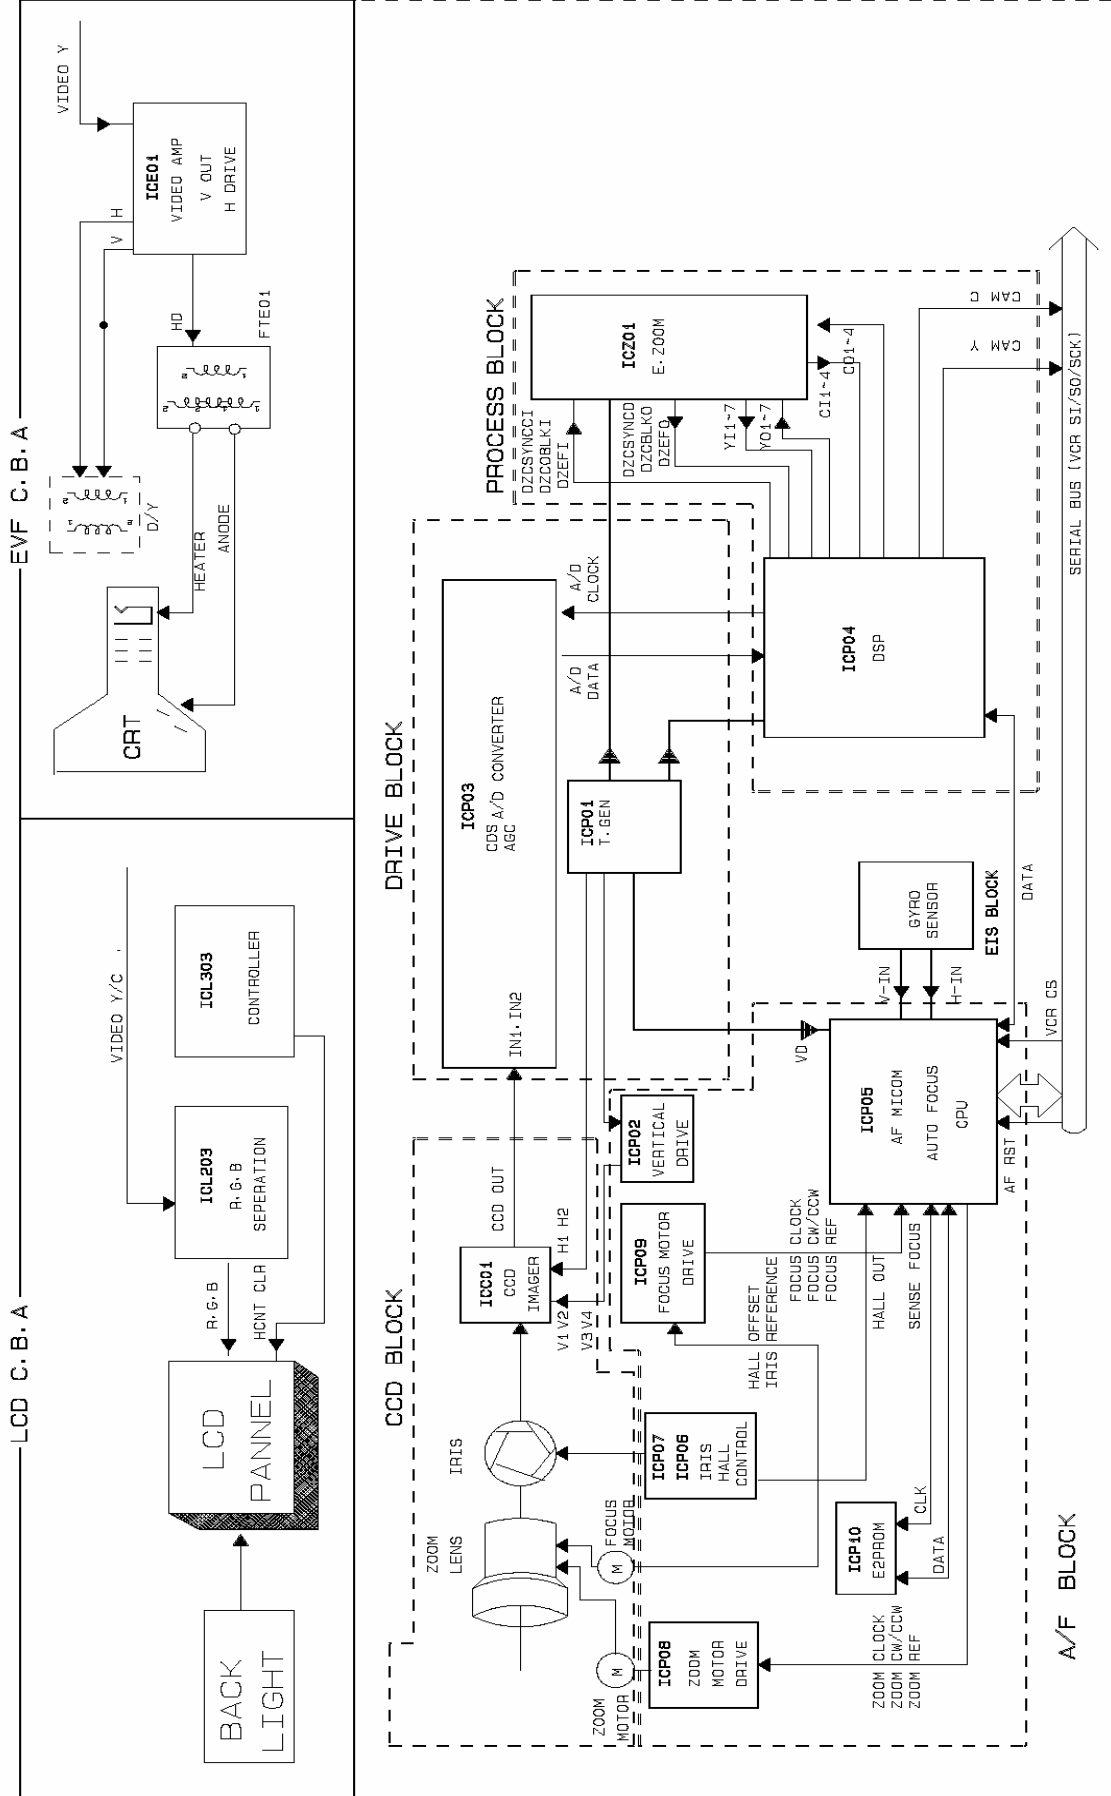 LCD C.B.A
BACK
LIGHT
LCD
PANNEL
R.G.B
HCNT CLR
ICL203
R.G.B
SEPERATION
VIDEO Y/C
ICL303
CONTROLLER
EVF C.B.A
CRT
HEATER
ANODE
D/Y
FTE01
HD
V
H
ICE01
VIDEO AMP
V OUT
H DRIVE
VIDEO Y
CCD BLOCK
ZOOM
LENS
IRIS
ICC01
CCD
IMAGER
CCD OUT
H1 H2
V1 V2
V3 V4
ZOOM
MOTOR
M
FOCUS
MOTOR
M
DRIVE BLOCK
ICP03
CDS A/D CONVERTER
AGC
IN1.IN2
ICP01
T.GEN
A/D
DATA
A/D
CLOCK
ICP02
VERTICAL
DRIVE
VD
PROCESS BLOCK
DZCSYNCCI
DZCOBLKI
DZEFI
DZCSYNCO
DZCBLKO
DZEFO
YI1~7
YO1~7
CI1~4
CO1~4
ICZ01
E.ZOOM
ICP04
DSP
CAM Y
CAM C
A/F BLOCK
ICP08
ZOOM
MOTOR
DRIVE
ICP07
ICP06
IRIS
HALL
CONTROL
ICP09
FOCUS MOTOR
DRIVE
HALL OFFSET
IRIS REFERENCE
FOCUS CLOCK
FOCUS CW/CCW
FOCUS REF
HALL OUT
SENSE FOCUS
ICP10
E2PROM
CLK
DATA
ZOOM CLOCK
ZOOM CW/CCW
ZOOM REF
ICP05
AF MICOM
AUTO FOCUS
CPU
AF RST
VCR CS
V-IN
H-IN
GYRO
SENSOR
EIS BLOCK
DATA
SERIAL BUS (VCR SI/SO/SCK)